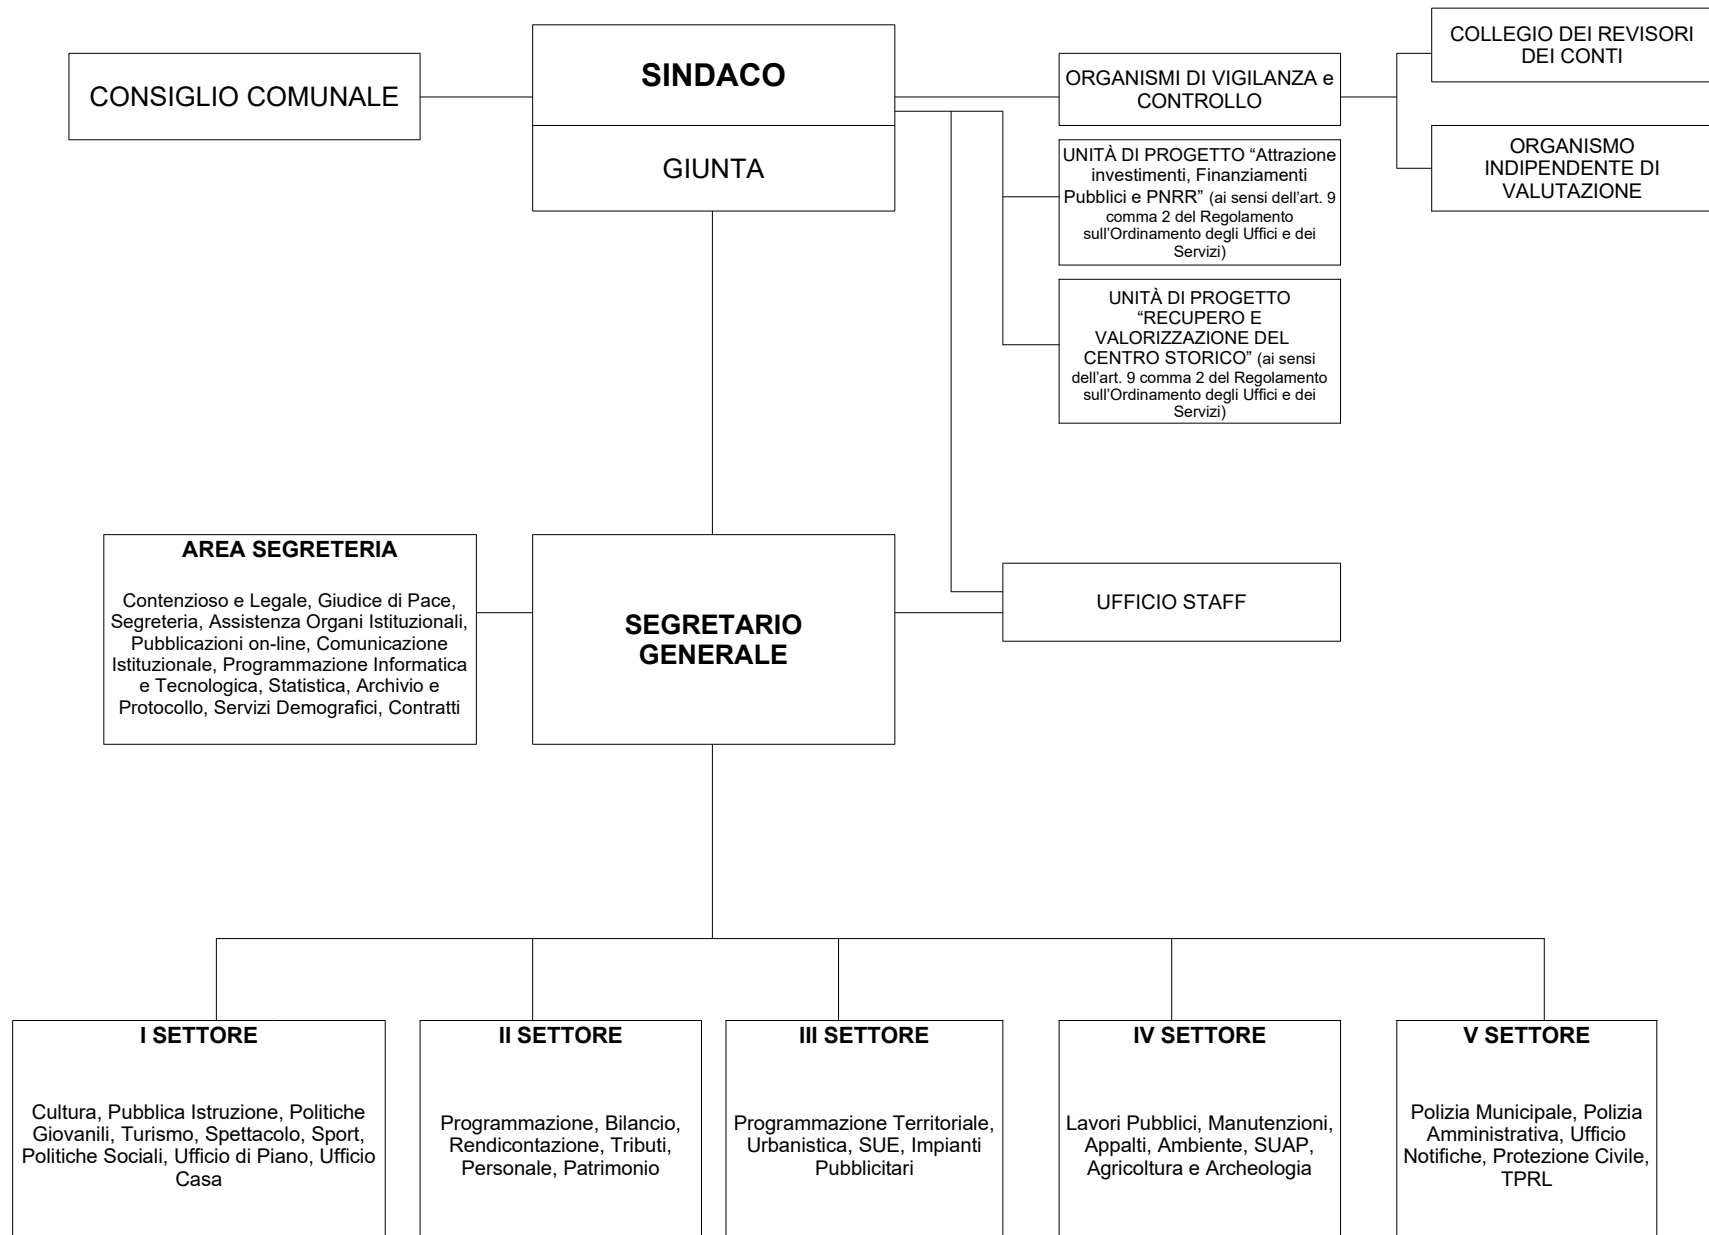 CONSIGLIO COMUNALE
SINDACO
GIUNTA
ORGANISMI DI VIGILANZA e
CONTROLLO
COLLEGIO DEI REVISORI
DEI CONTI
ORGANISMO
INDIPENDENTE DI
VALUTAZIONE
UNITÀ DI PROGETTO “Attrazione
investimenti, Finanziamenti
Pubblici e PNRR” (ai sensi dell’art. 9
comma 2 del Regolamento
sull’Ordinamento degli Uffici e dei
Servizi)
UNITÀ DI PROGETTO
“RECUPERO E
VALORIZZAZIONE DEL
CENTRO STORICO” (ai sensi
dell’art. 9 comma 2 del Regolamento
sull’Ordinamento degli Uffici e dei
Servizi)
AREA SEGRETERIA
Contenzioso e Legale, Giudice di Pace,
Segreteria, Assistenza Organi Istituzionali,
Pubblicazioni on-line, Comunicazione
Istituzionale, Programmazione Informatica
e Tecnologica, Statistica, Archivio e
Protocollo, Servizi Demografici, Contratti
SEGRETARIO
GENERALE
UFFICIO STAFF
I SETTORE
Cultura, Pubblica Istruzione, Politiche
Giovanili, Turismo, Spettacolo, Sport,
Politiche Sociali, Ufficio di Piano, Ufficio
Casa
II SETTORE
Programmazione, Bilancio,
Rendicontazione, Tributi,
Personale, Patrimonio
III SETTORE
Programmazione Territoriale,
Urbanistica, SUE, Impianti
Pubblicitari
IV SETTORE
Lavori Pubblici, Manutenzioni,
Appalti, Ambiente, SUAP,
Agricoltura e Archeologia
V SETTORE
Polizia Municipale, Polizia
Amministrativa, Ufficio
Notifiche, Protezione Civile,
TPRL